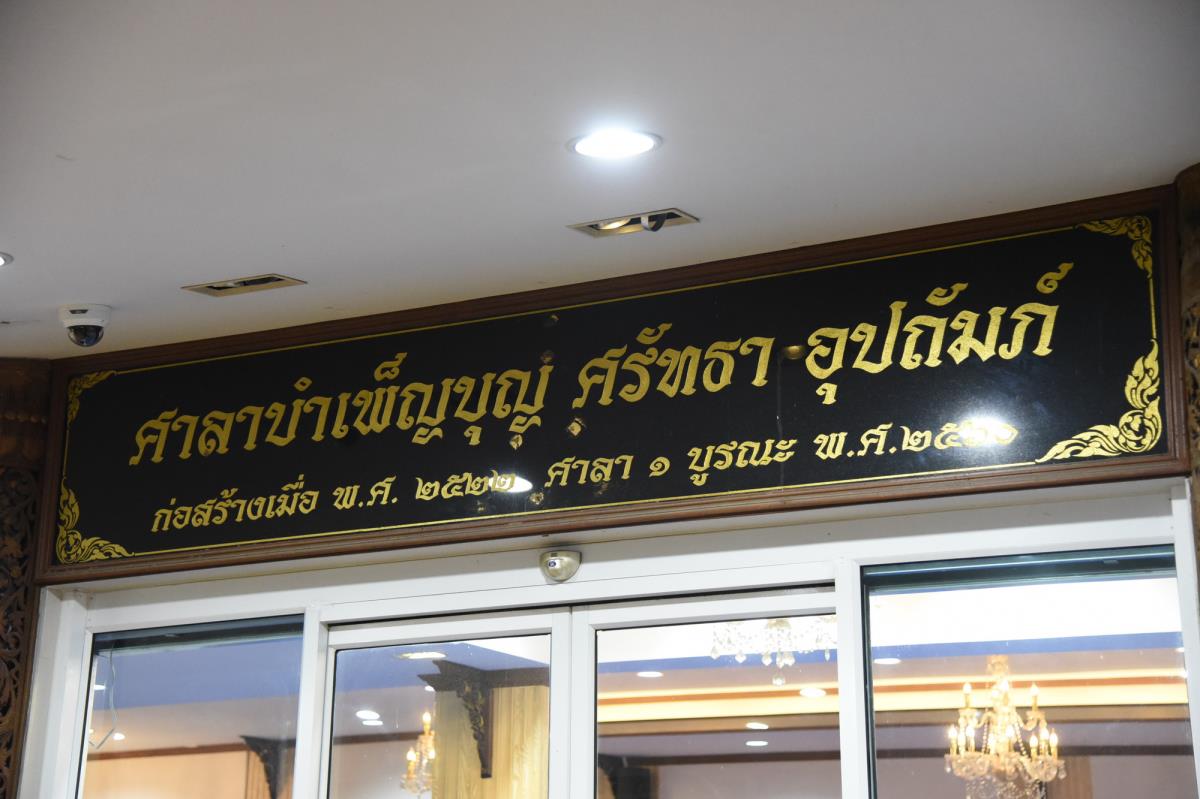 ศาลาบำเพ็ญบุญ ศรัทธา อุปถัมภ์
ก่อสร้างเมื่อ พ.ศ. ๒๕๒๒ ศาลา ๑ บูรณะ พ.ศ.